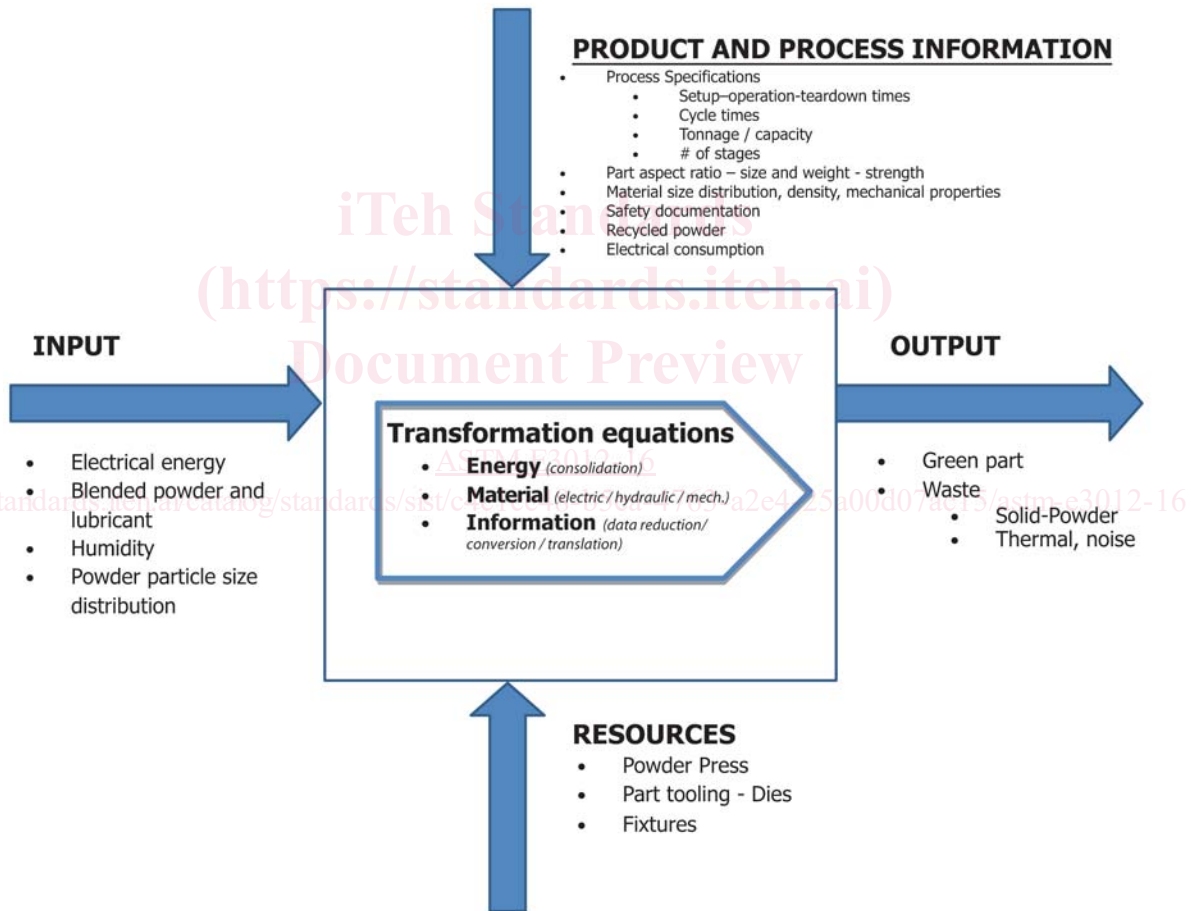 PRODUCT AND PROCESS INFORMATION
• Process Specifications
• Setup–operation-teardown times
• Cycle times
• Tonnage / capacity
• # of stages
• Part aspect ratio – size and weight - strength
• Material size distribution, density, mechanical properties
• Safety documentation
• Recycled powder
• Electrical consumption
iTeh Standards
(https://standards.iteh.ai)
Document Preview
INPUT
• Electrical energy
• Blended powder and
lubricant
• Humidity
• Powder particle size
distribution
Transformation equations
• Energy (consolidation)
• Material (electric / hydraulic / mech.)
• Information (data reduction/
conversion / translation)
ASTM E3012-16
OUTPUT
• Green part
• Waste
• Solid-Powder
• Thermal, noise
RESOURCES
• Powder Press
• Part tooling - Dies
• Fixtures